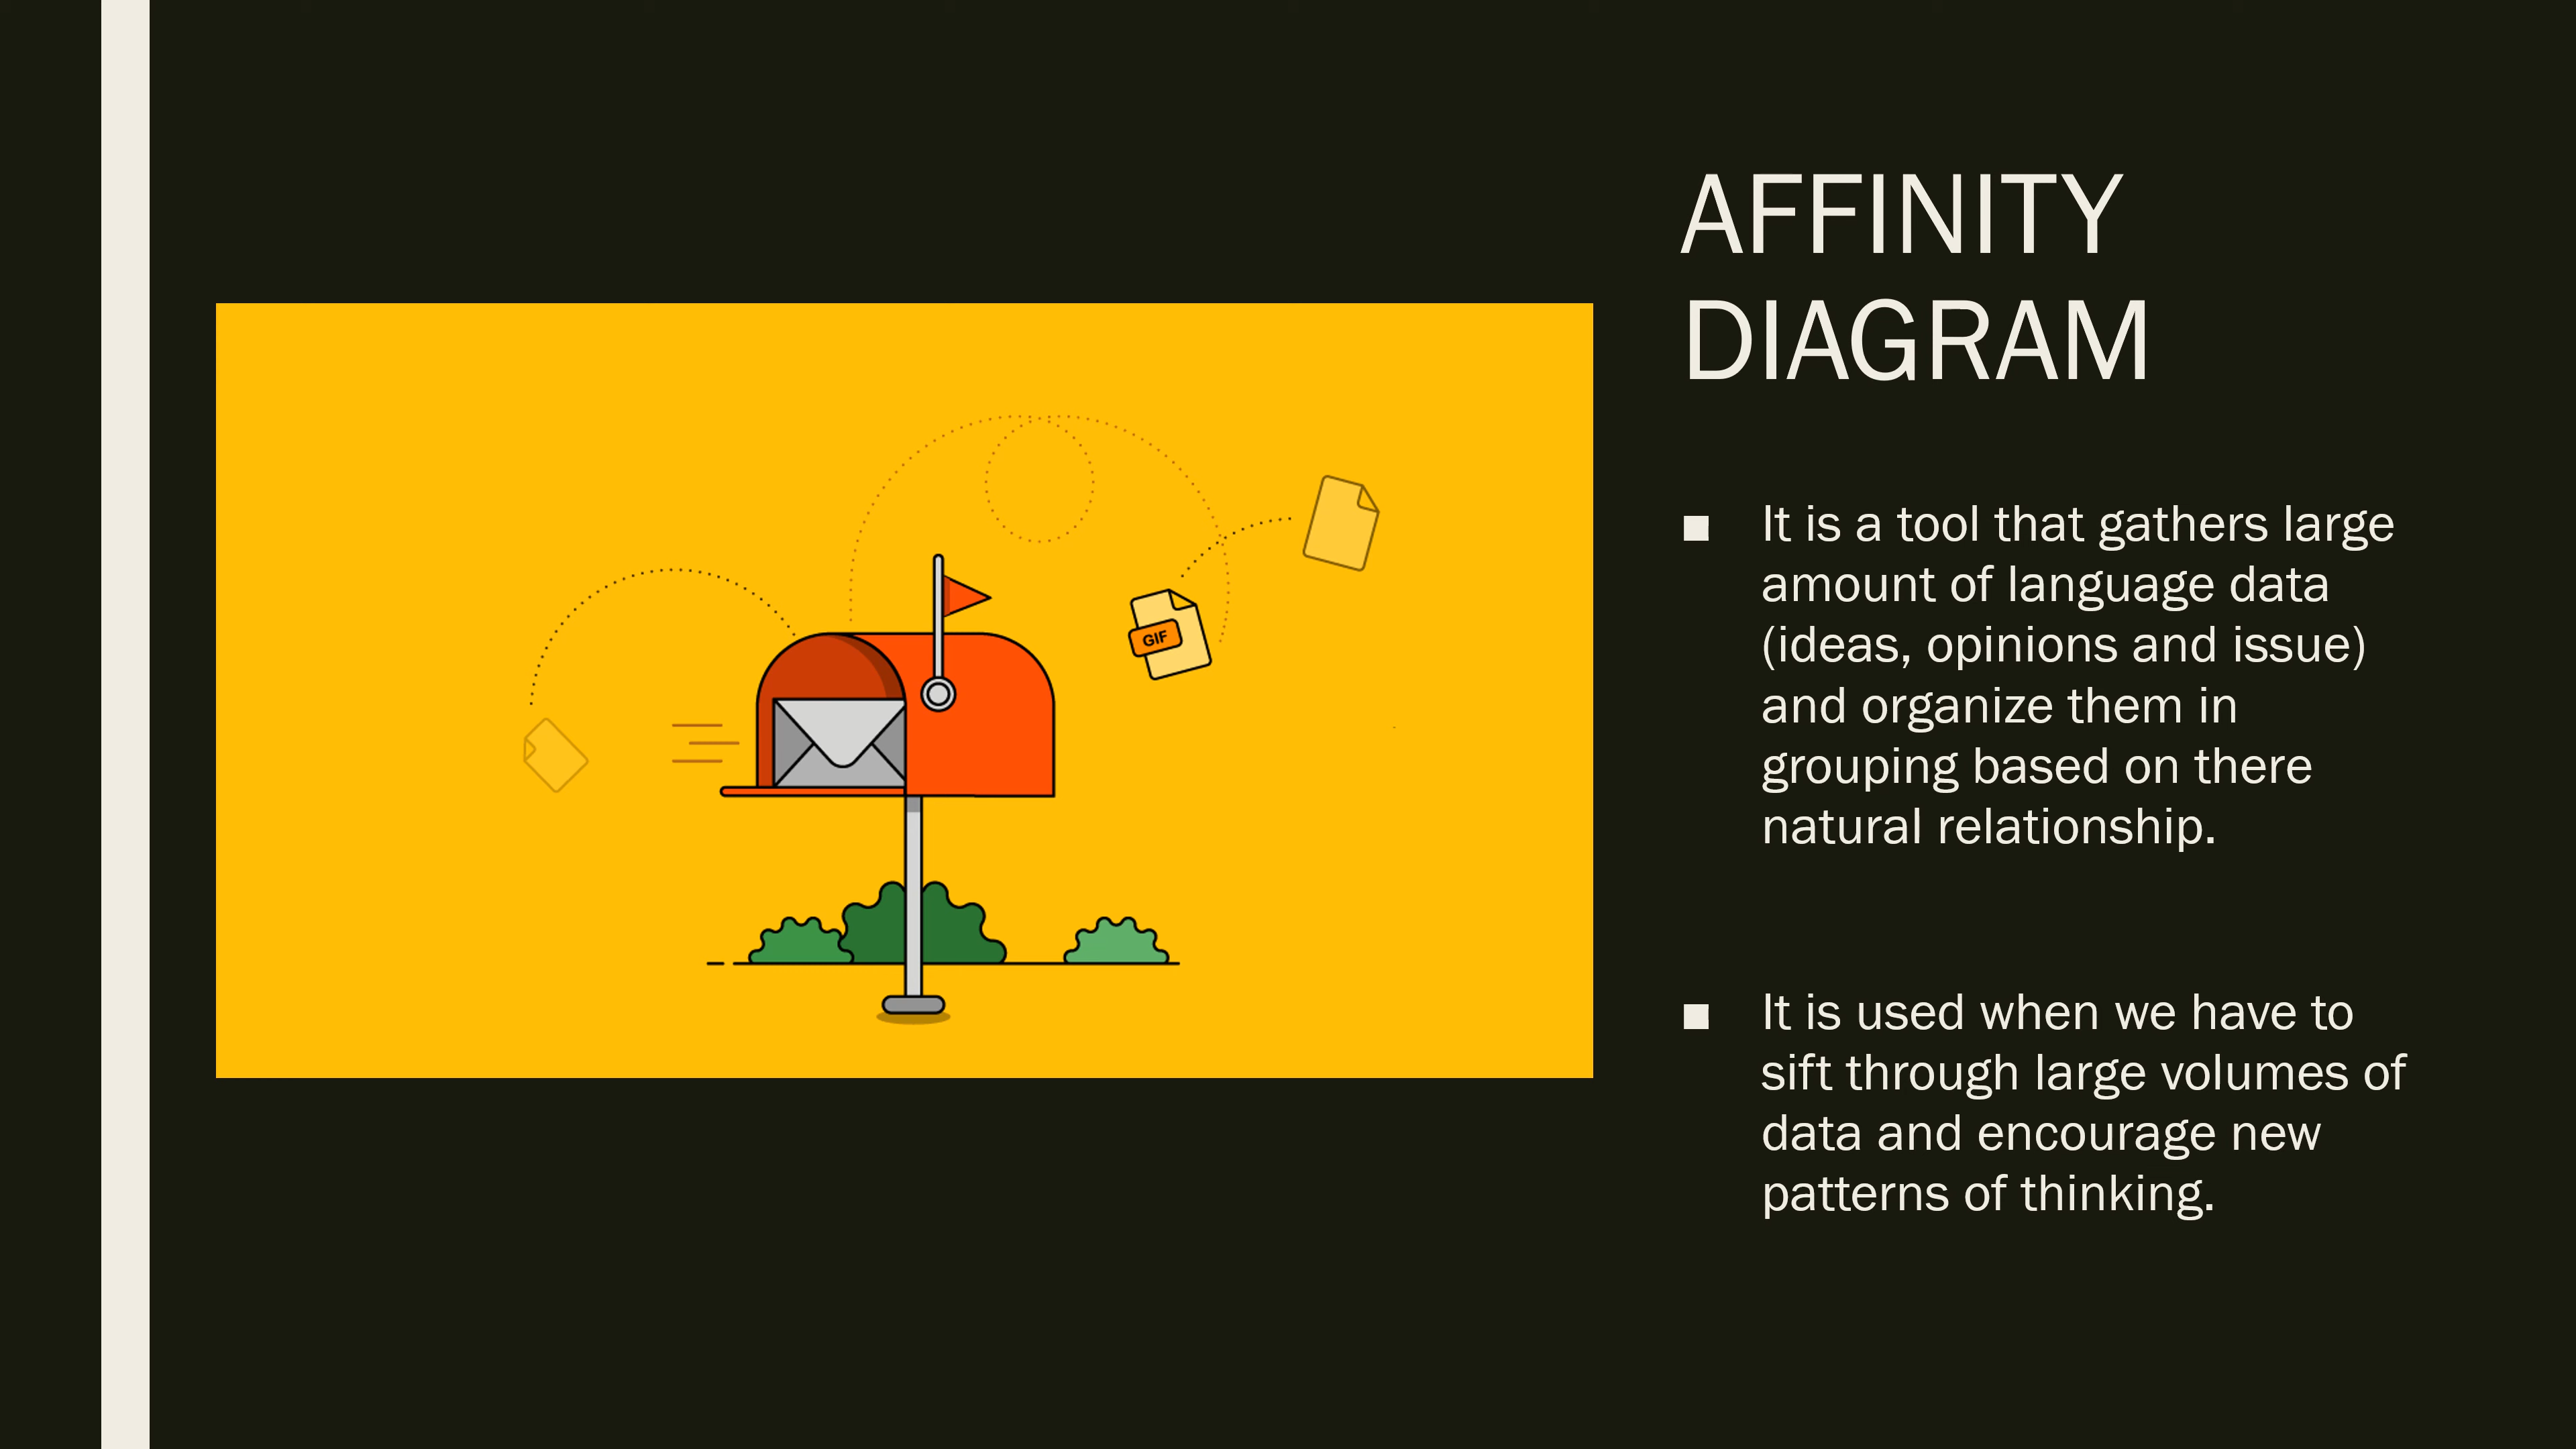 AFFINITY
DIAGRAM
■ It is a tool that gathers large
amount of language data
(ideas, opinions and issue)
and organize them in
grouping based on there
natural relationship.
■ It is used when we have to
sift through large volumes of
data and encourage new
patterns of thinking.
GIF